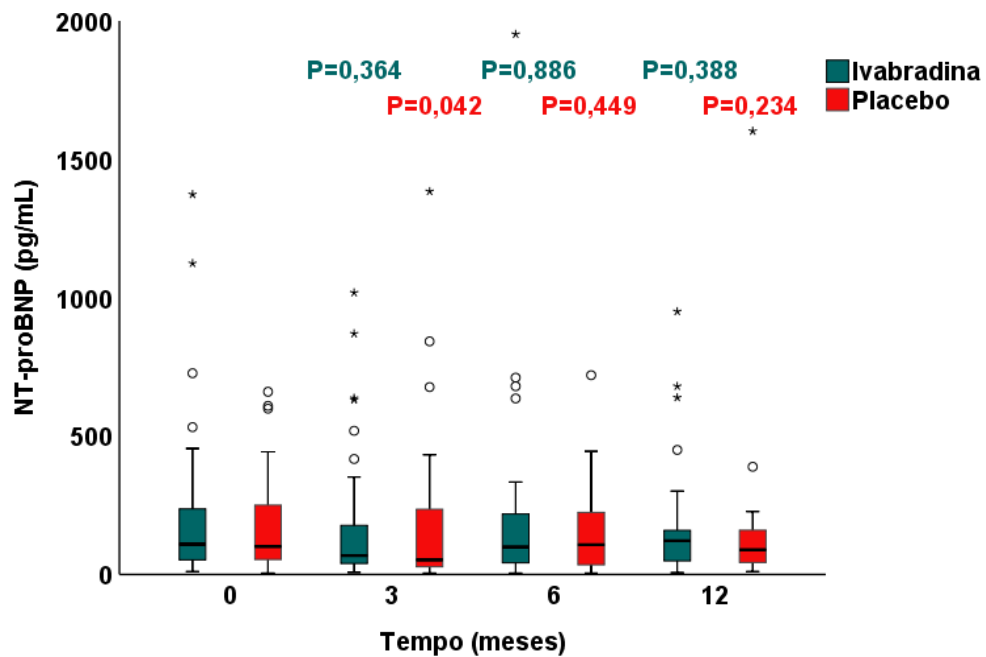 2000
P=0,364 P=0,886 P=0,388
Ivabradina
P=0,042 P=0,449 P=0,234
Placebo
1500
NT-proBNP (pg/mL)
1000
500
0
0 3 6 12
Tempo (meses)